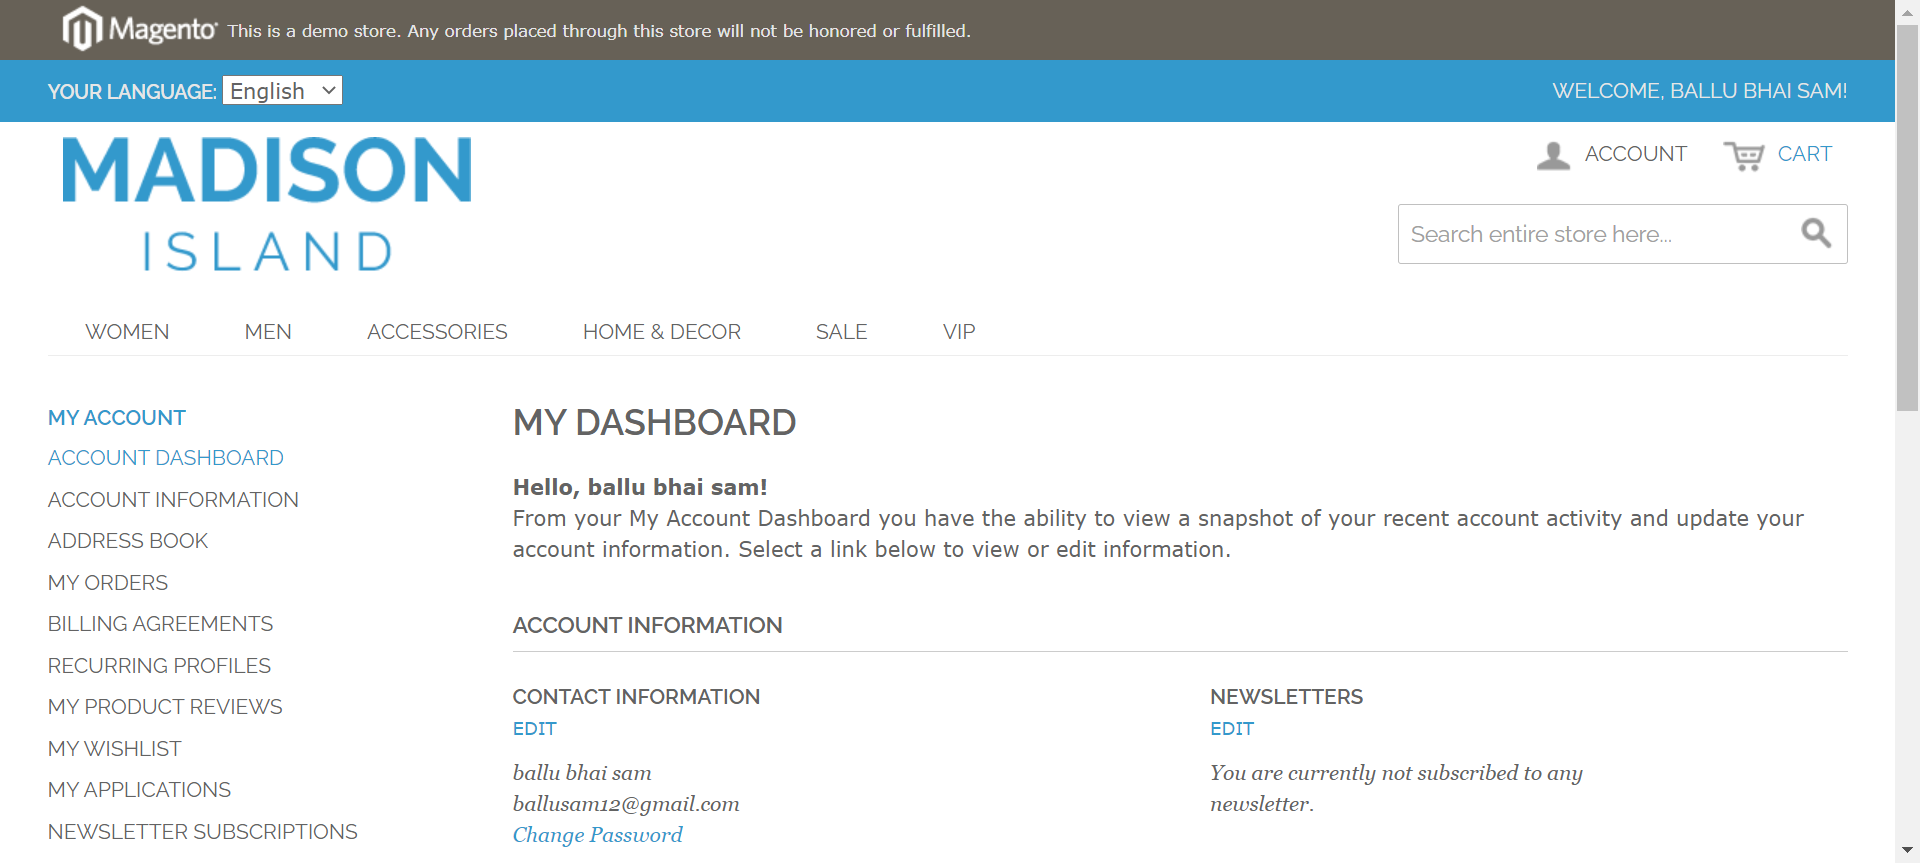 Magento This is a demo store. Any orders placed through this store will not be honored or fulfilled.
YOUR LANGUAGE: English WELCOME, BALLU BHAI SAM!
MADISON
ISLAND
ACCOUNT CART
Search entire store here...
WOMEN MEN ACCESSORIES HOME & DECOR SALE VIP
MY ACCOUNT
ACCOUNT DASHBOARD
ACCOUNT INFORMATION
ADDRESS BOOK
MY ORDERS
BILLING AGREEMENTS
RECURRING PROFILES
MY PRODUCT REVIEWS
MY WISHLIST
MY APPLICATIONS
NEWSLETTER SUBSCRIPTIONS
MY DASHBOARD
Hello, ballu bhai sam!
From your My Account Dashboard you have the ability to view a snapshot of your recent account activity and update your
account information. Select a link below to view or edit information.
ACCOUNT INFORMATION
CONTACT INFORMATION
EDIT
ballu bhai sam
ballusam12@gmail.com
Change Password
NEWSLETTERS
EDIT
You are currently not subscribed to any
newsletter.